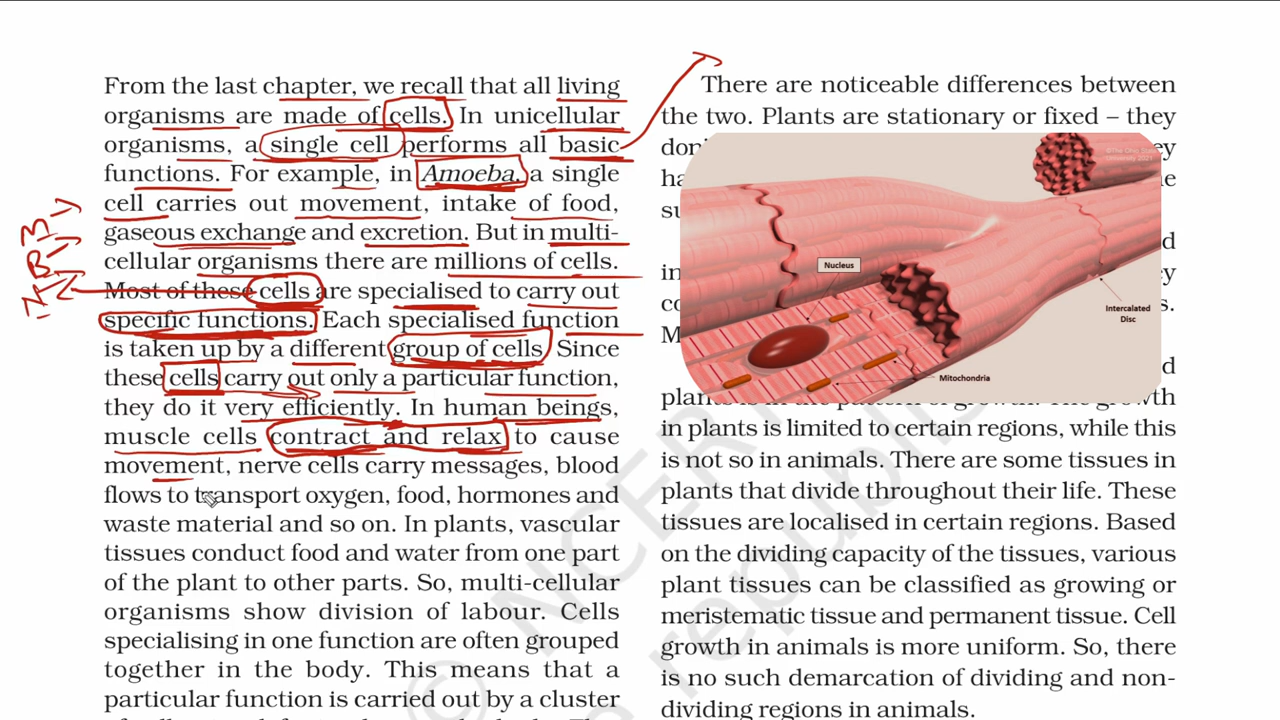 From the last chapter, we recall that all living
organisms are made of cells. In unicellular
organisms, a single cell performs all basic
functions. For example, in Amoeba, a single
cell carries out movement, intake of food,
gaseous exchange and excretion. But in multi-
cellular organisms there are millions of cells.
Most of these cells are specialised to carry out
specific functions. Each specialised function
is taken up by a different group of cells. Since
these cells carry out only a particular function,
they do it very efficiently. In human beings,
muscle cells contract and relax to cause
movement, nerve cells carry messages, blood
flows to transport oxygen, food, hormones and
waste material and so on. In plants, vascular
tissues conduct food and water from one part
of the plant to other parts. So, multi-cellular
organisms show division of labour. Cells
specialising in one function are often grouped
together in the body. This means that a
particular function is carried out by a cluster
M
B
N
There are noticeable differences between
the two. Plants are stationary or fixed – they
Nucleus
Intercalated
Disc
Mitochondria
in plants is limited to certain regions, while this
is not so in animals. There are some tissues in
plants that divide throughout their life. These
tissues are localised in certain regions. Based
on the dividing capacity of the tissues, various
plant tissues can be classified as growing or
meristematic tissue and permanent tissue. Cell
growth in animals is more uniform. So, there
is no such demarcation of dividing and non-
dividing regions in animals.
© NCERT
republi